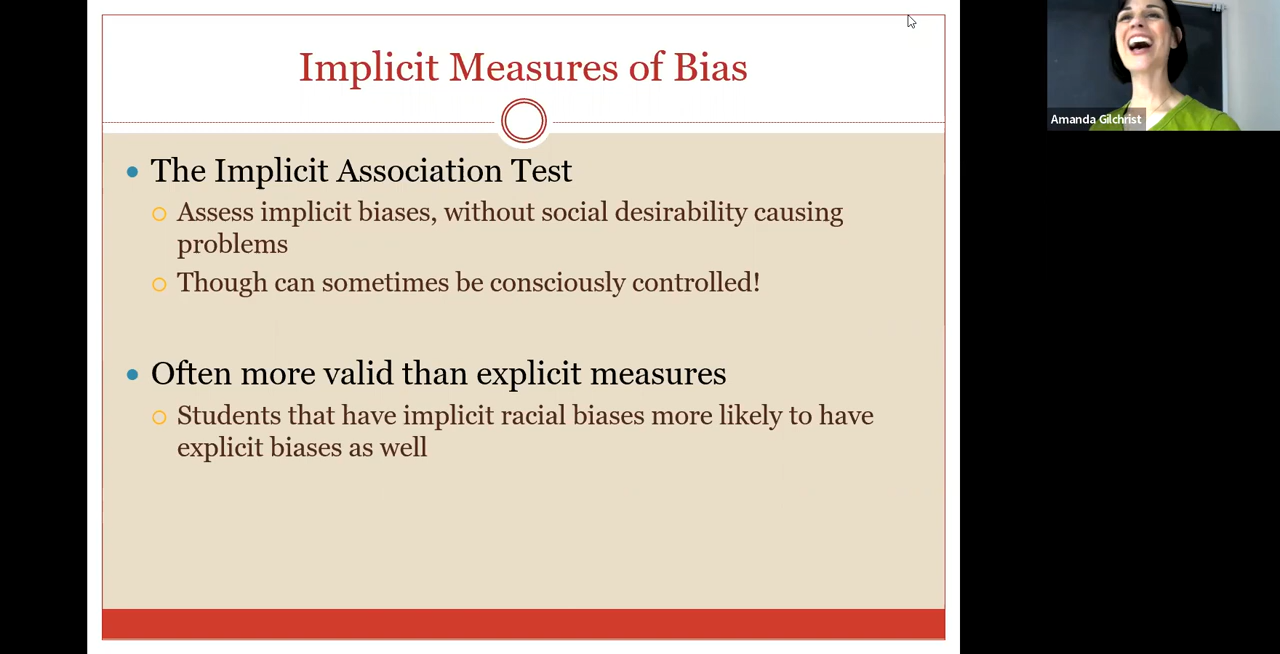 Implicit Measures of Bias
The Implicit Association Test
Assess implicit biases, without social desirability causing
problems
Though can sometimes be consciously controlled!
Often more valid than explicit measures
Students that have implicit racial biases more likely to have
explicit biases as well
Amanda Gilchrist